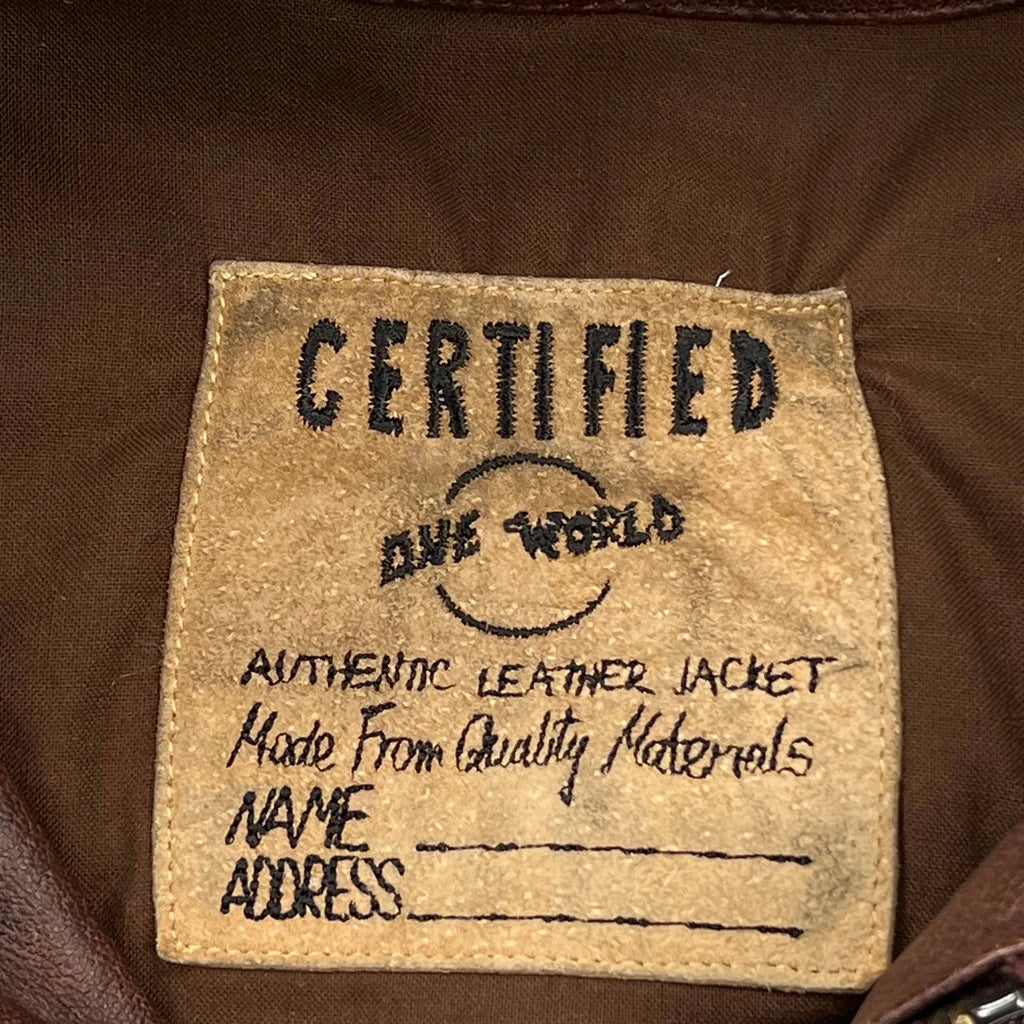 CERTIFIED
ONE WORLD
AUTHENTIC LEATHER JACKET
Made From Quality Materials
NAME
ADDRESS